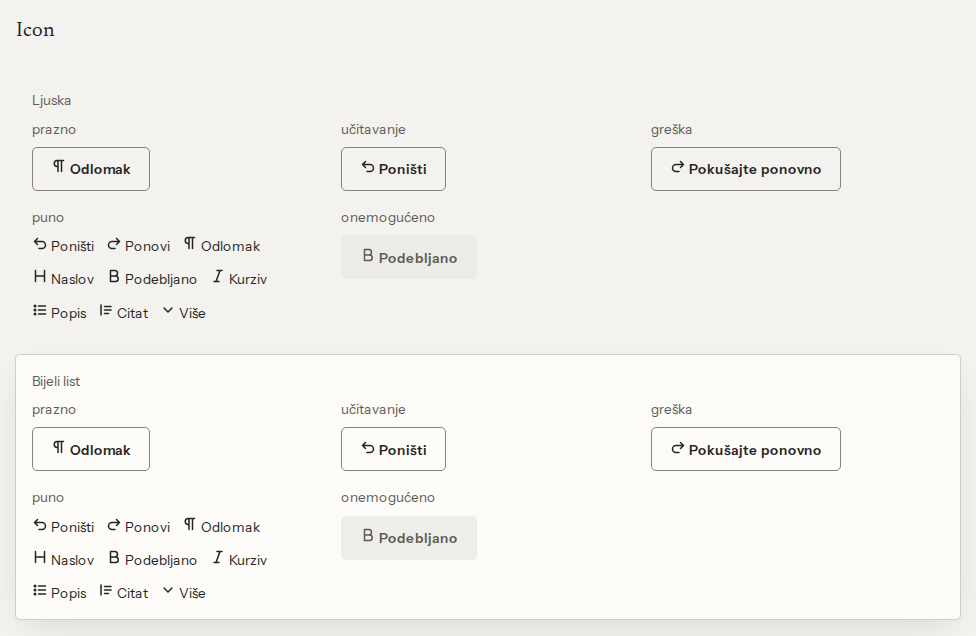 Icon
Ljuska
prazno
Odlomak
učitavanje
Poništi
greška
Pokušajte ponovno
puno
Poništi Ponovi Odlomak
Naslov Podebljano Kurziv
Popis Citat Više
onemogućeno
Podebljano
Bijeli list
prazno
Odlomak
učitavanje
Poništi
greška
Pokušajte ponovno
puno
Poništi Ponovi Odlomak
Naslov Podebljano Kurziv
Popis Citat Više
onemogućeno
Podebljano